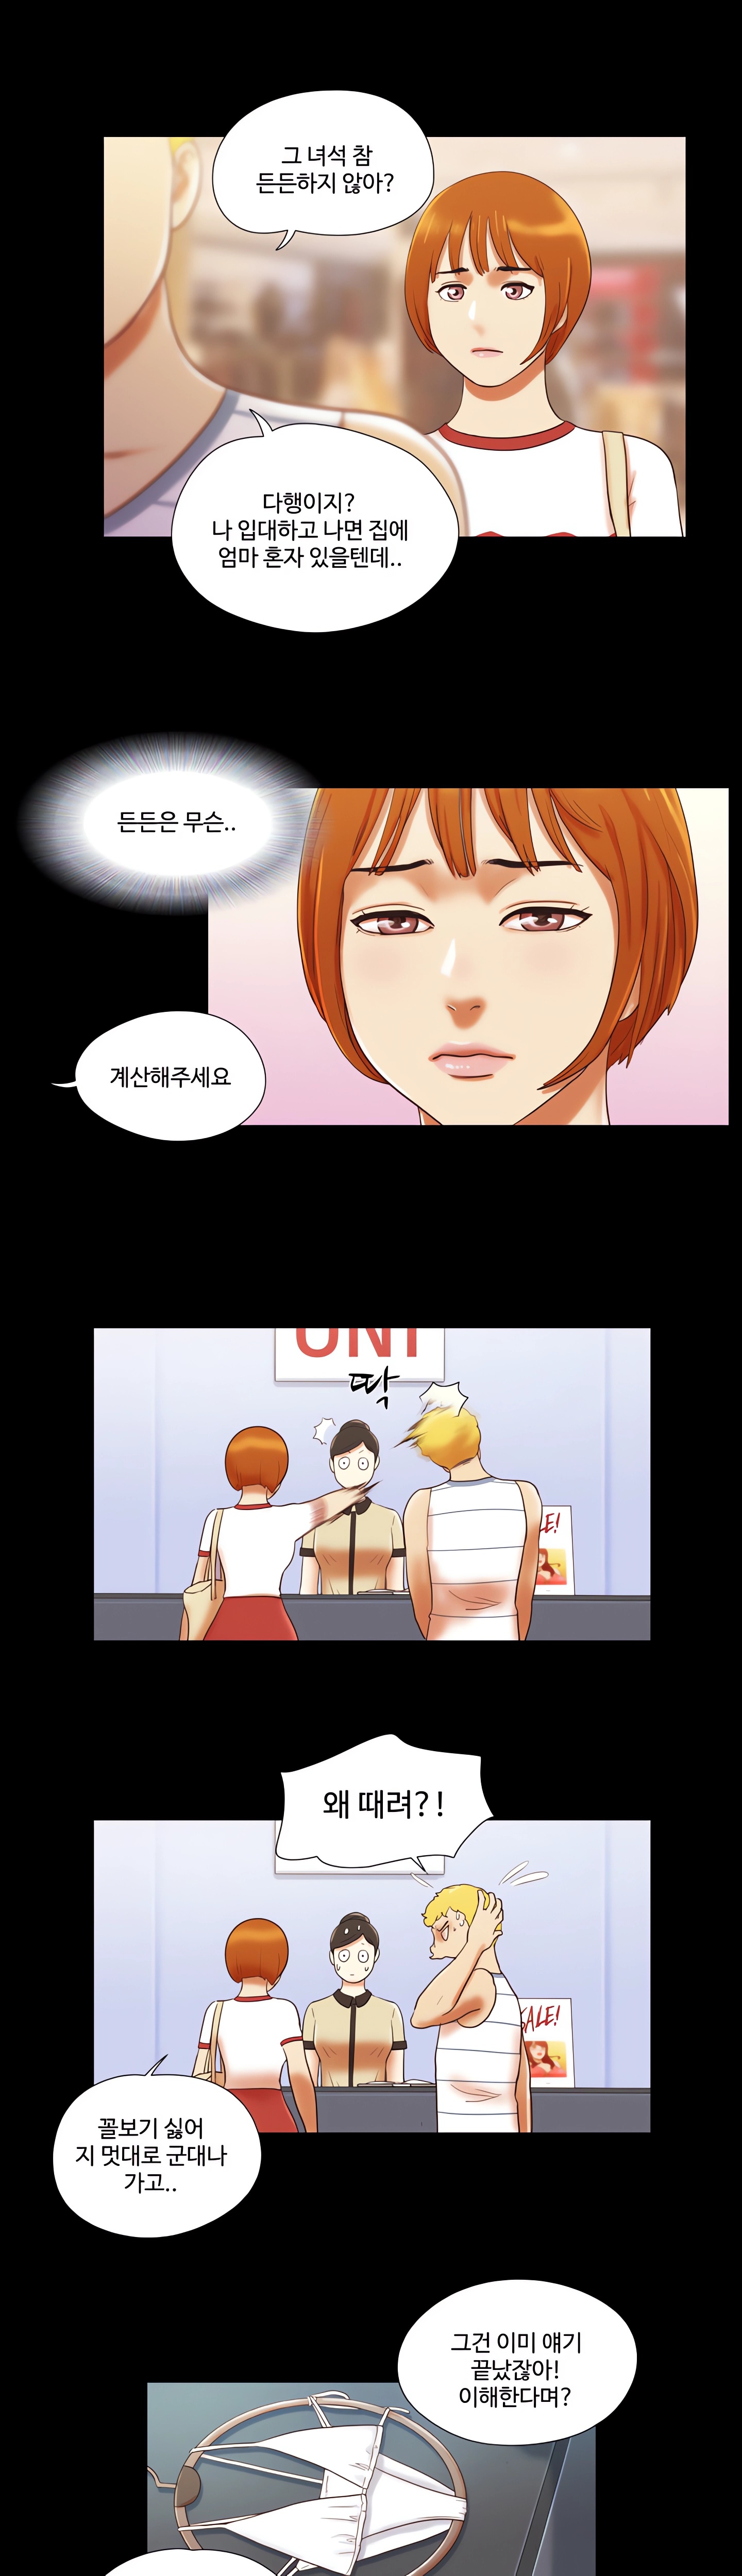 그 녀석 참
든든하지 않아?
다행이지?
나 입대하고 나면 집에
엄마 혼자 있을텐데..
든든은 무슨..
계산해주세요
UNI
딱
LE!
왜 때려?!
SALE!
꼴보기 싫어
지 멋대로 군대나
가고..
그건 이미 얘기
끝났잖아!
이해한다며?